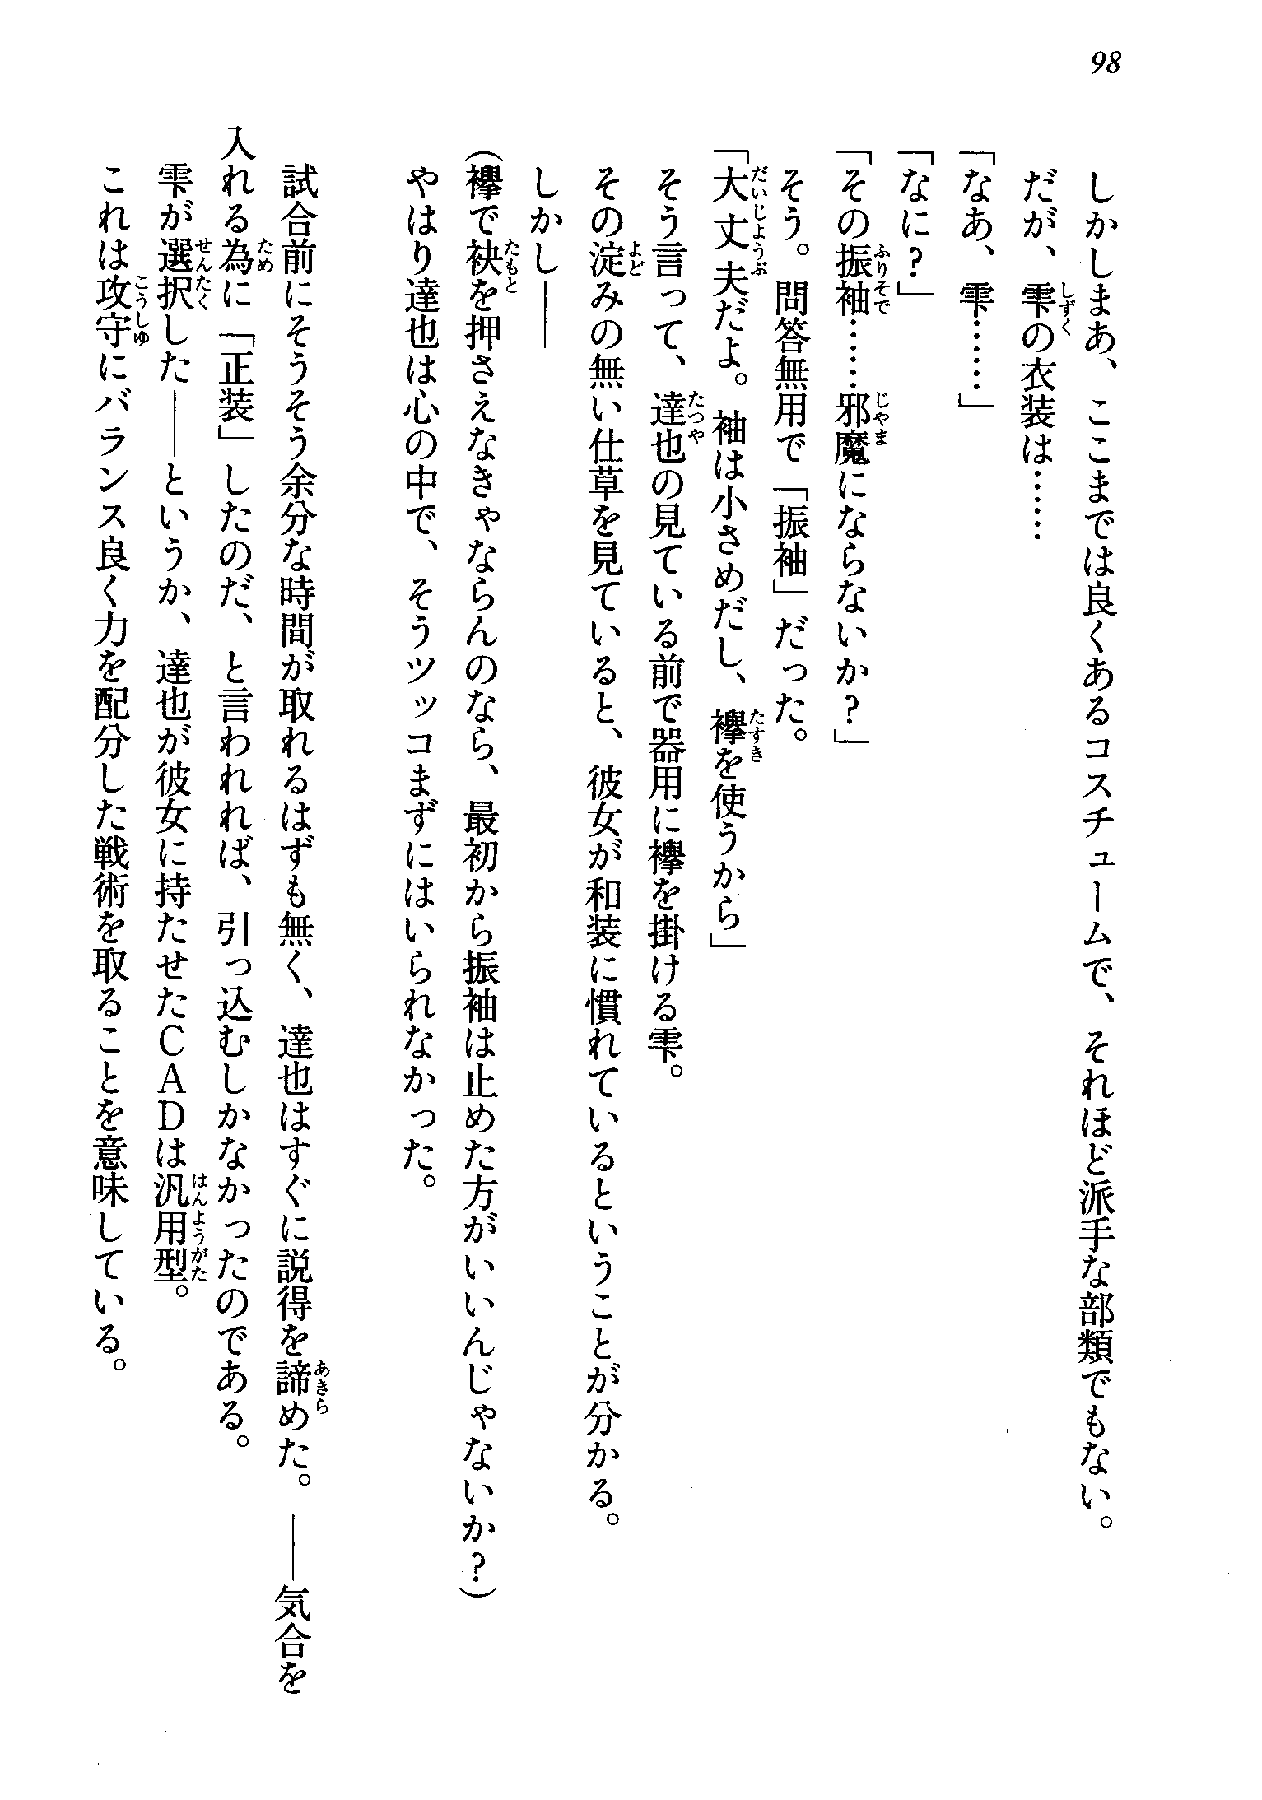 98
しかしまあ、ここまでは良くあるコスチュームで、それほど派手な部類でもない。
だが、雫の衣装は……
「なあ、雫……」
「なに？」
「その振袖……邪魔にならないか？」
そう。問答無用で「振袖」だった。
「大丈夫だよ。袖は小さめだし、襷を使うから」
そう言って、達也の見ている前で器用に襷を掛ける雫。
その淀みの無い仕草を見ていると、彼女が和装に慣れているということが分かる。
しかし――
（襷で袂を押さえなきゃならんのなら、最初から振袖は止めた方がいいんじゃないか？）
やはり達也は心の中で、そうツッコまずにはいられなかった。
試合前にそうそう余分な時間が取れるはずも無く、達也はすぐに説得を諦めた。――気合を
入れる為に「正装」したのだ、と言われれば、引っ込むしかなかったのである。
雫が選択した――というか、達也が彼女に持たせたＣＡＤは汎用型。
これは攻守にバランス良く力を配分した戦術を取ることを意味している。